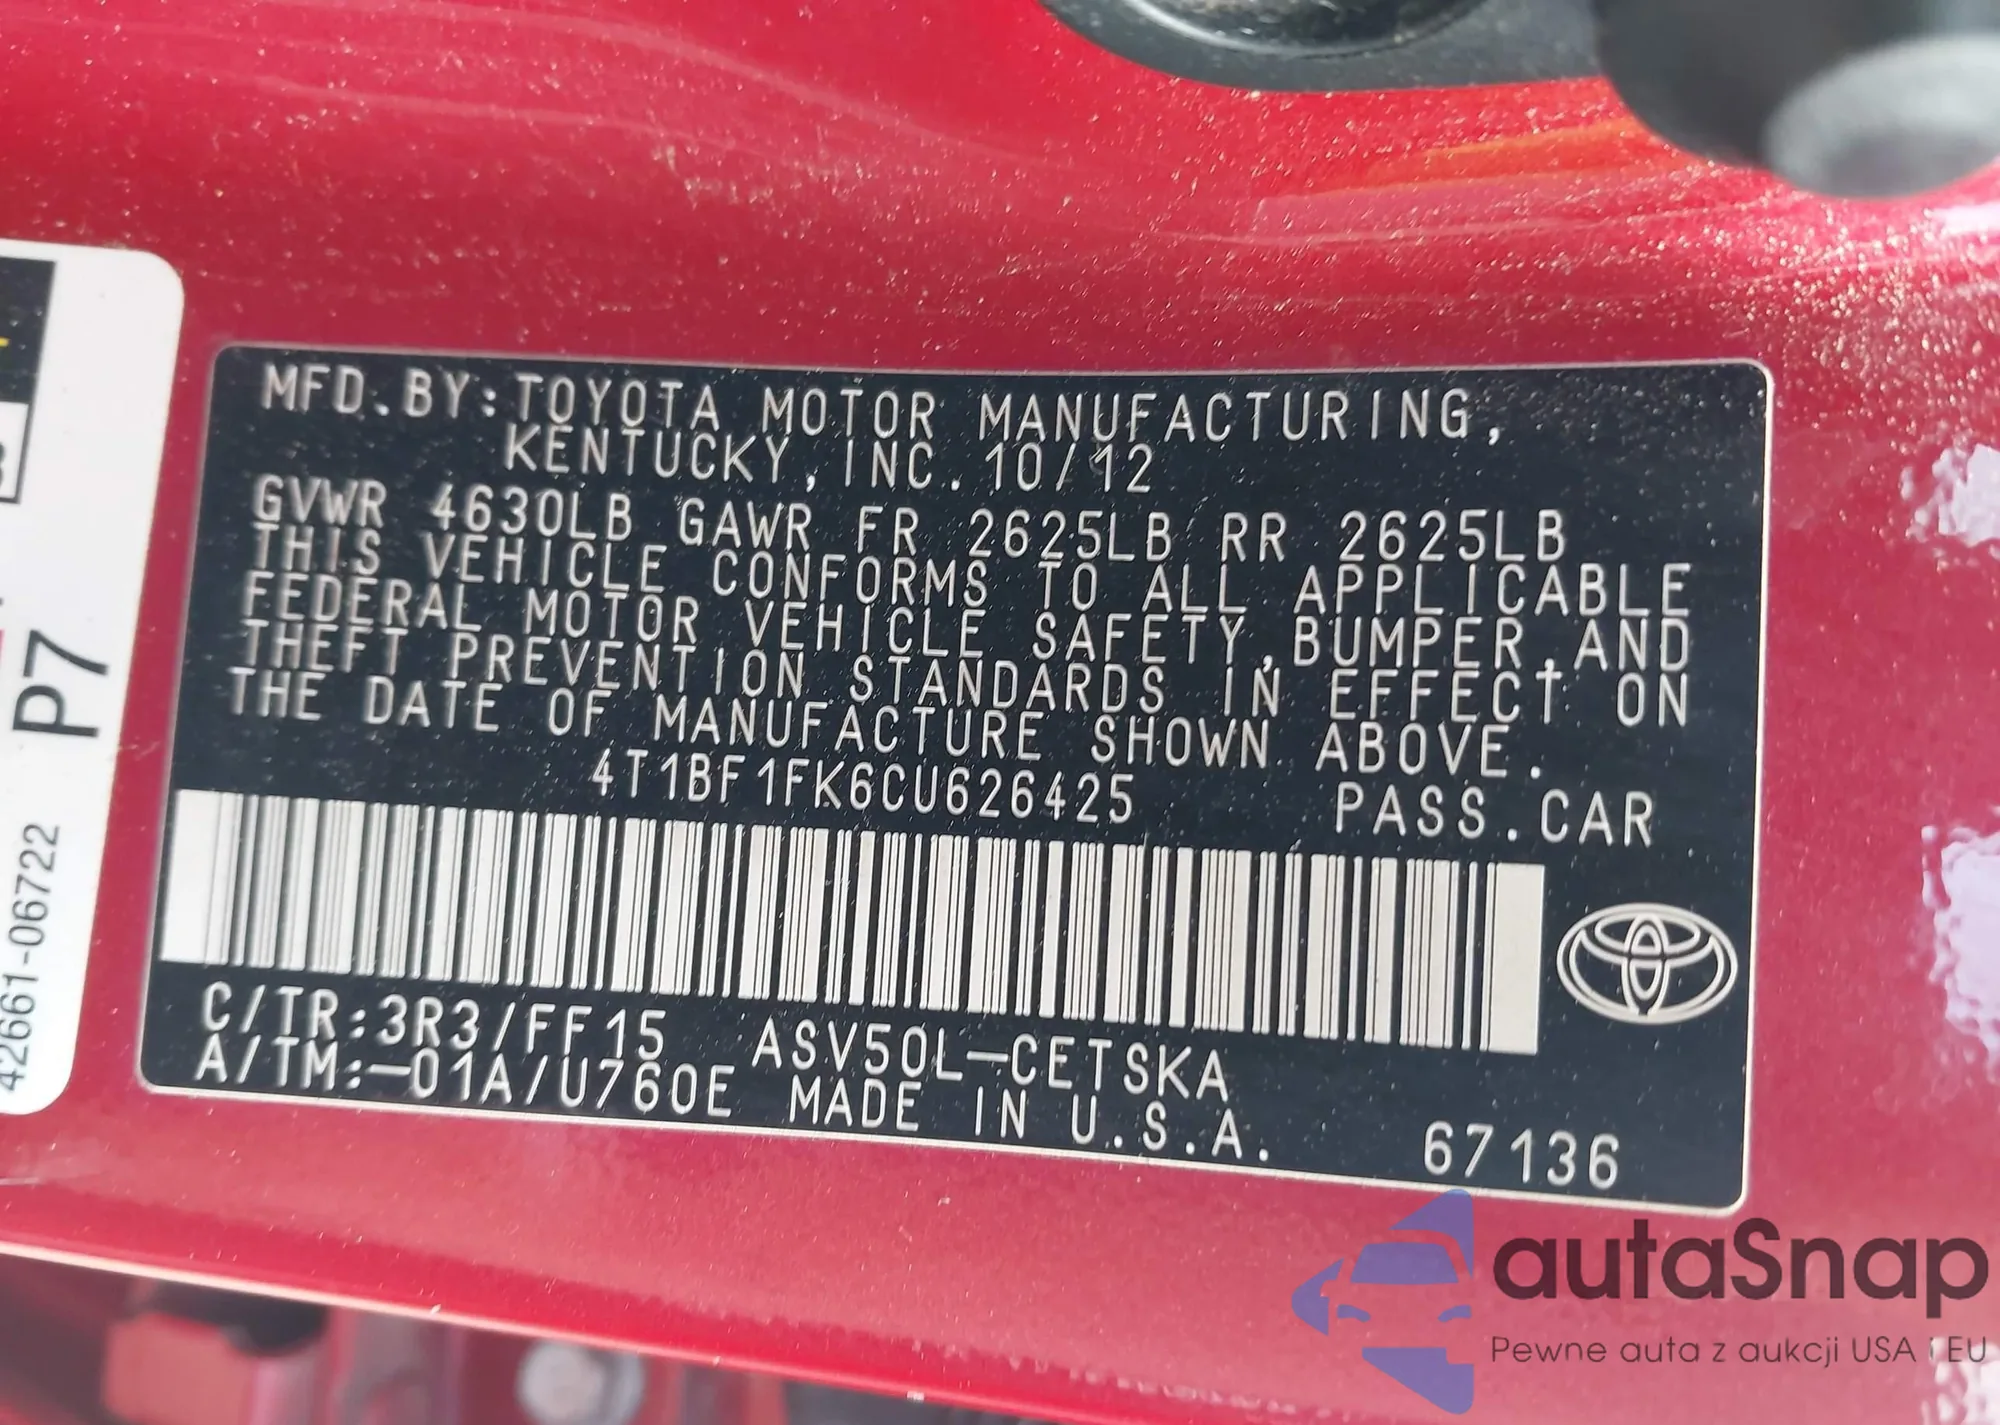 MFD.BY:TOYOTA MOTOR MANUFACTURING,
KENTUCKY,INC. 10/12
GVWR 4630LB GAWR FR 2625LB RR 2625LB
THIS VEHICLE CONFORMS TO ALL APPLICABLE
FEDERAL MOTOR VEHICLE SAFETY,BUMPER,AND
THEFT PREVENTION STANDARDS IN EFFECT ON
THE DATE OF MANUFACTURE SHOWN ABOVE.
4T1BF1FK6CU626425 PASS.CAR
C/TR:3R3/FF15 ASV50L-CETSKA
A/TM:-01A/U760E MADE IN U.S.A. 67136
P7
42661-06722
autaSnap
Pewne auta z aukcji USA i EU